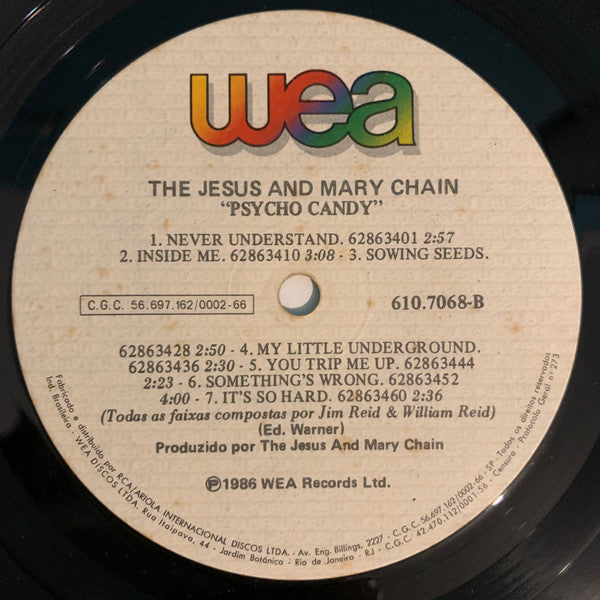 wea
THE JESUS AND MARY CHAIN
“PSYCHO CANDY”
1. NEVER UNDERSTAND. 62863401 2:57
2. INSIDE ME. 62863410 3:08 - 3. SOWING SEEDS.
C.G.C. 56.697.162/0002-66
610.7068-B
62863428 2:50 - 4. MY LITTLE UNDERGROUND.
62863436 2:30 - 5. YOU TRIP ME UP. 62863444
2:23 - 6. SOMETHING'S WRONG. 62863452
4:00 - 7. IT'S SO HARD. 62863460 2:36
(Todas as faixas compostas por Jim Reid & William Reid)
(Ed. Warner)
Produzido por The Jesus And Mary Chain
Ⓟ1986 WEA Records Ltd.
Fabricado e distribuido por RCA/ARIOLA INTERNACIONAL DISCOS LTDA. - Av. Eng. Billings, 2227 - C.G.C. 56.697.162/0002-66 - SP - Todos os direitos reservados
Ind. Brasileira - WEA DISCOS LTDA. Rua Itaipava, 44 - Jardim Botânico - Rio de Janeiro - RJ - C.G.C. 42.470.112/0001-56 - Censura - Protocolo Geral nº 273